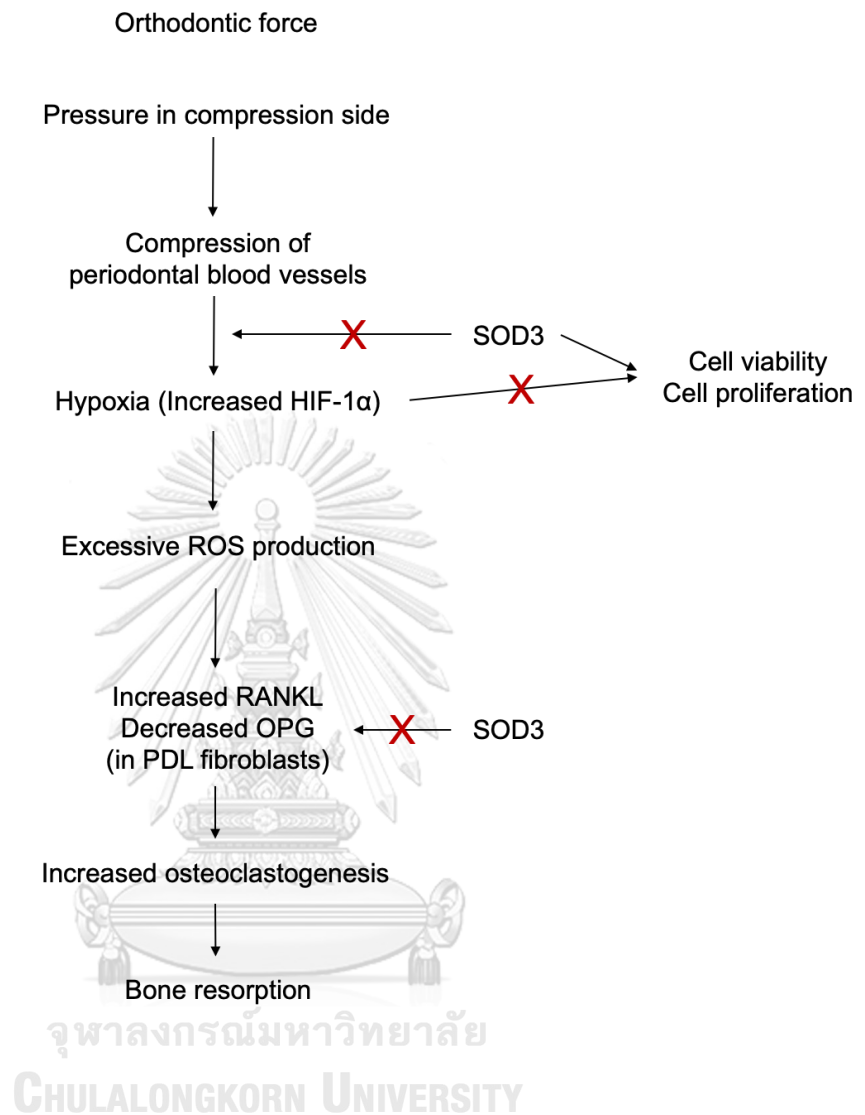 Orthodontic force
Pressure in compression side
Compression of
periodontal blood vessels
X
SOD3
Cell viability
Cell proliferation
Hypoxia (Increased HIF-1α)
X
Excessive ROS production
Increased RANKL
Decreased OPG
(in PDL fibroblasts)
X
SOD3
Increased osteoclastogenesis
Bone resorption
จุฬาลงกรณ์มหาวิทยาลัย
CHULALONGKORN UNIVERSITY